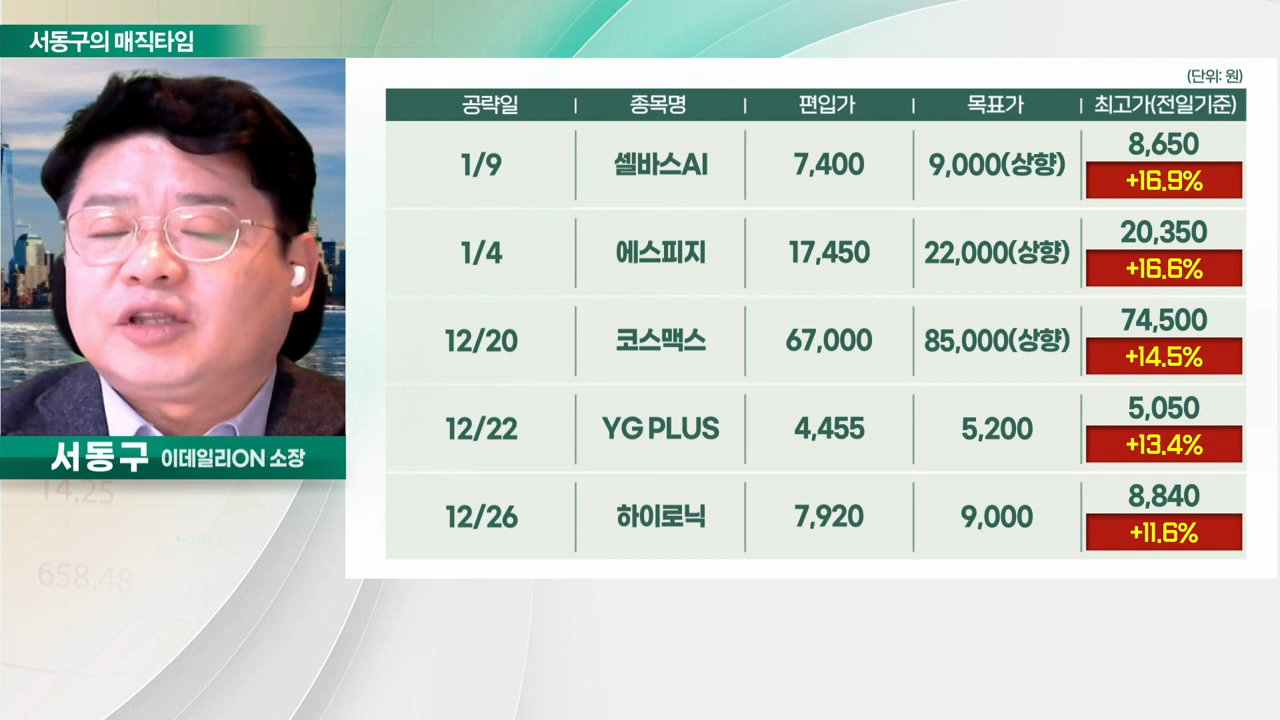 서동구의 매직타임
(단위: 원)
공략일 | 종목명 | 편입가 | 목표가 | 최고가(전일기준)
1/9 셀바스AI 7,400 9,000(상향) 8,650 +16.9%
1/4 에스피지 17,450 22,000(상향) 20,350 +16.6%
12/20 코스맥스 67,000 85,000(상향) 74,500 +14.5%
12/22 YG PLUS 4,455 5,200 5,050 +13.4%
12/26 하이로닉 7,920 9,000 8,840 +11.6%
서동구 이데일리ON 소장
14.25
658.48